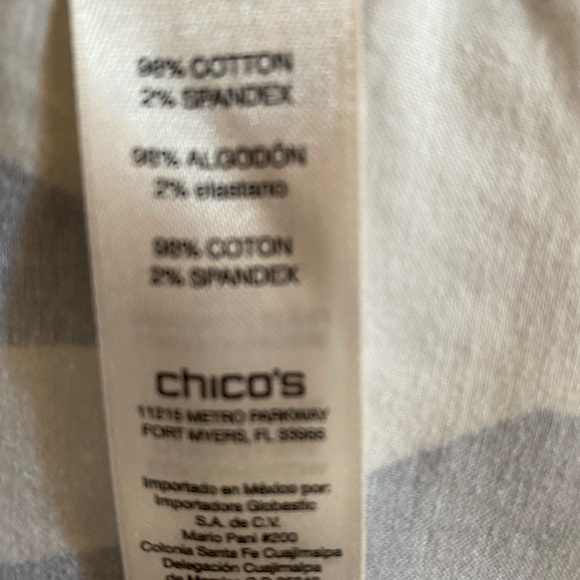 98% COTTON
2% SPANDEX
98% ALGODÓN
2% elastano
98% COTON
2% SPANDEX
chico's
11215 METRO PARKWAY
FORT MYERS, FL 33966
Importado en México por:
Importadora Globastic
S.A. de C.V.
Mario Pani #200
Colonia Santa Fe Cuajimalpa
Delegación Cuajimalpa
de